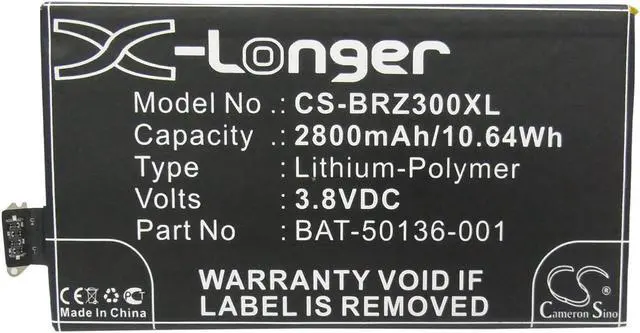 X-Longer
Model No : CS-BRZ300XL
Capacity : 2800mAh/10.64Wh
Type : Lithium-Polymer
Volts : 3.8VDC
Part No : BAT-50136-001
WARRANTY VOID IF
LABEL IS REMOVED
CE
Made In China
CS
Cameron Sino